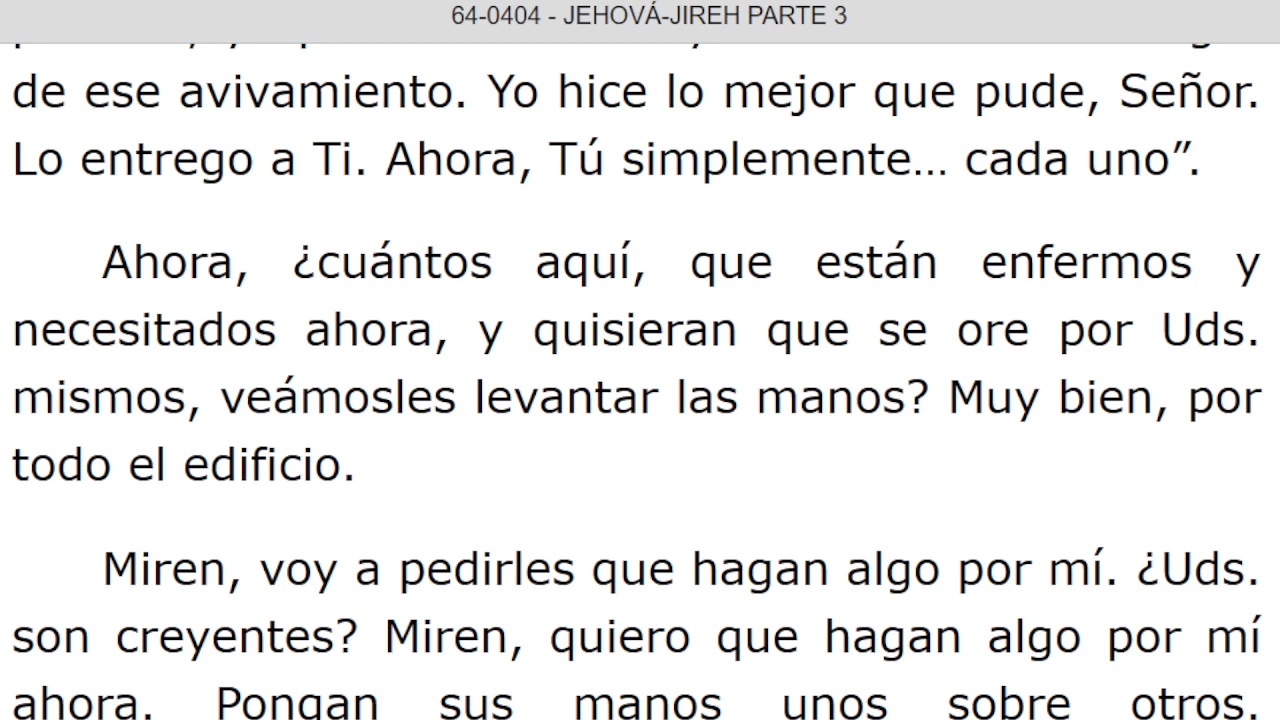 64-0404 - JEHOVÁ-JIREH PARTE 3
de ese avivamiento. Yo hice lo mejor que pude, Señor.
Lo entrego a Ti. Ahora, Tú simplemente... cada uno”.
Ahora, ¿cuántos aquí, que están enfermos y
necesitados ahora, y quisieran que se ore por Uds.
mismos, veámosles levantar las manos? Muy bien, por
todo el edificio.
Miren, voy a pedirles que hagan algo por mí. ¿Uds.
son creyentes? Miren, quiero que hagan algo por mí
ahora. Pongan sus manos unos sobre otros.